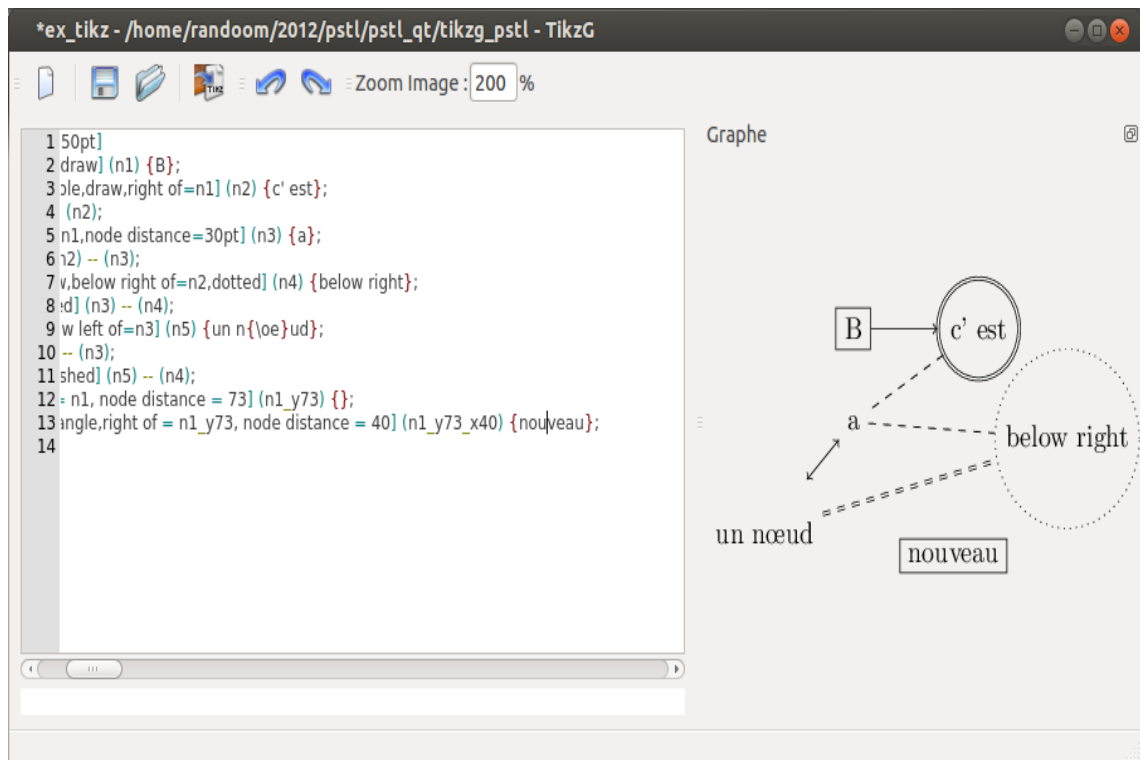 *ex_tikz - /home/randoom/2012/pstl/pstl_qt/tikzg_pstl - TikzG
TIKZ
Zoom Image : 200 %
Graphe
1 50pt]
2 draw] (n1) {B};
3 ple,draw,right of=n1] (n2) {c' est};
4 (n2);
5 n1,node distance=30pt] (n3) {a};
6 n2) -- (n3);
7 w,below right of=n2,dotted] (n4) {below right};
8 ed] (n3) -- (n4);
9 w left of=n3] (n5) {un n{\oe}ud};
10 -- (n3);
11 shed] (n5) -- (n4);
12 = n1, node distance = 73] (n1_y73) {};
13 angle,right of = n1_y73, node distance = 40] (n1_y73_x40) {nouveau};
14
B
c' est
a
below right
un nœud
nouveau